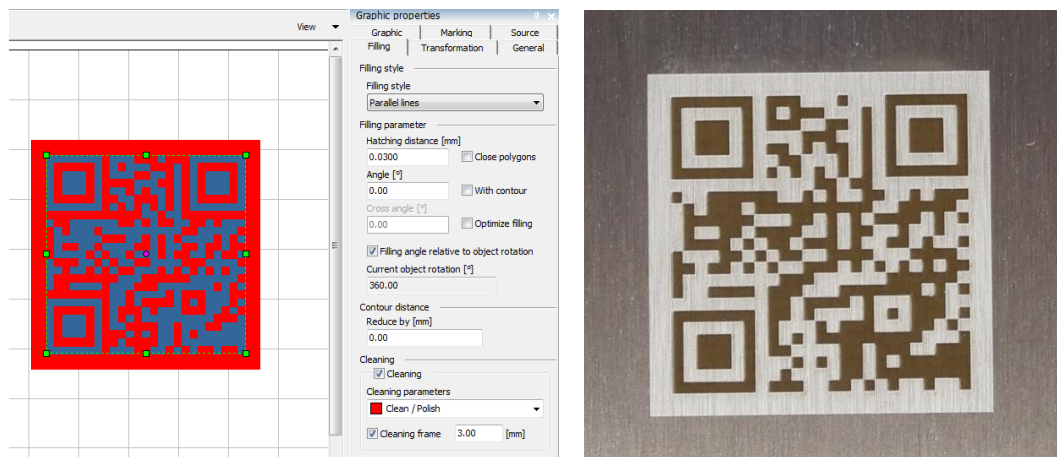 View
Graphic properties
Graphic Marking Source
Filling Transformation General
Filling style
Filling style
Parallel lines
Filling parameter
Hatching distance [mm]
0.0300 Close polygons
Angle [°]
0.00 With contour
Cross angle [°]
0.00 Optimize filling
Filling angle relative to object rotation
Current object rotation [°]
360.00
Contour distance
Reduce by [mm]
0.00
Cleaning
Cleaning
Cleaning parameters
Clean / Polish
Cleaning frame 3.00 [mm]